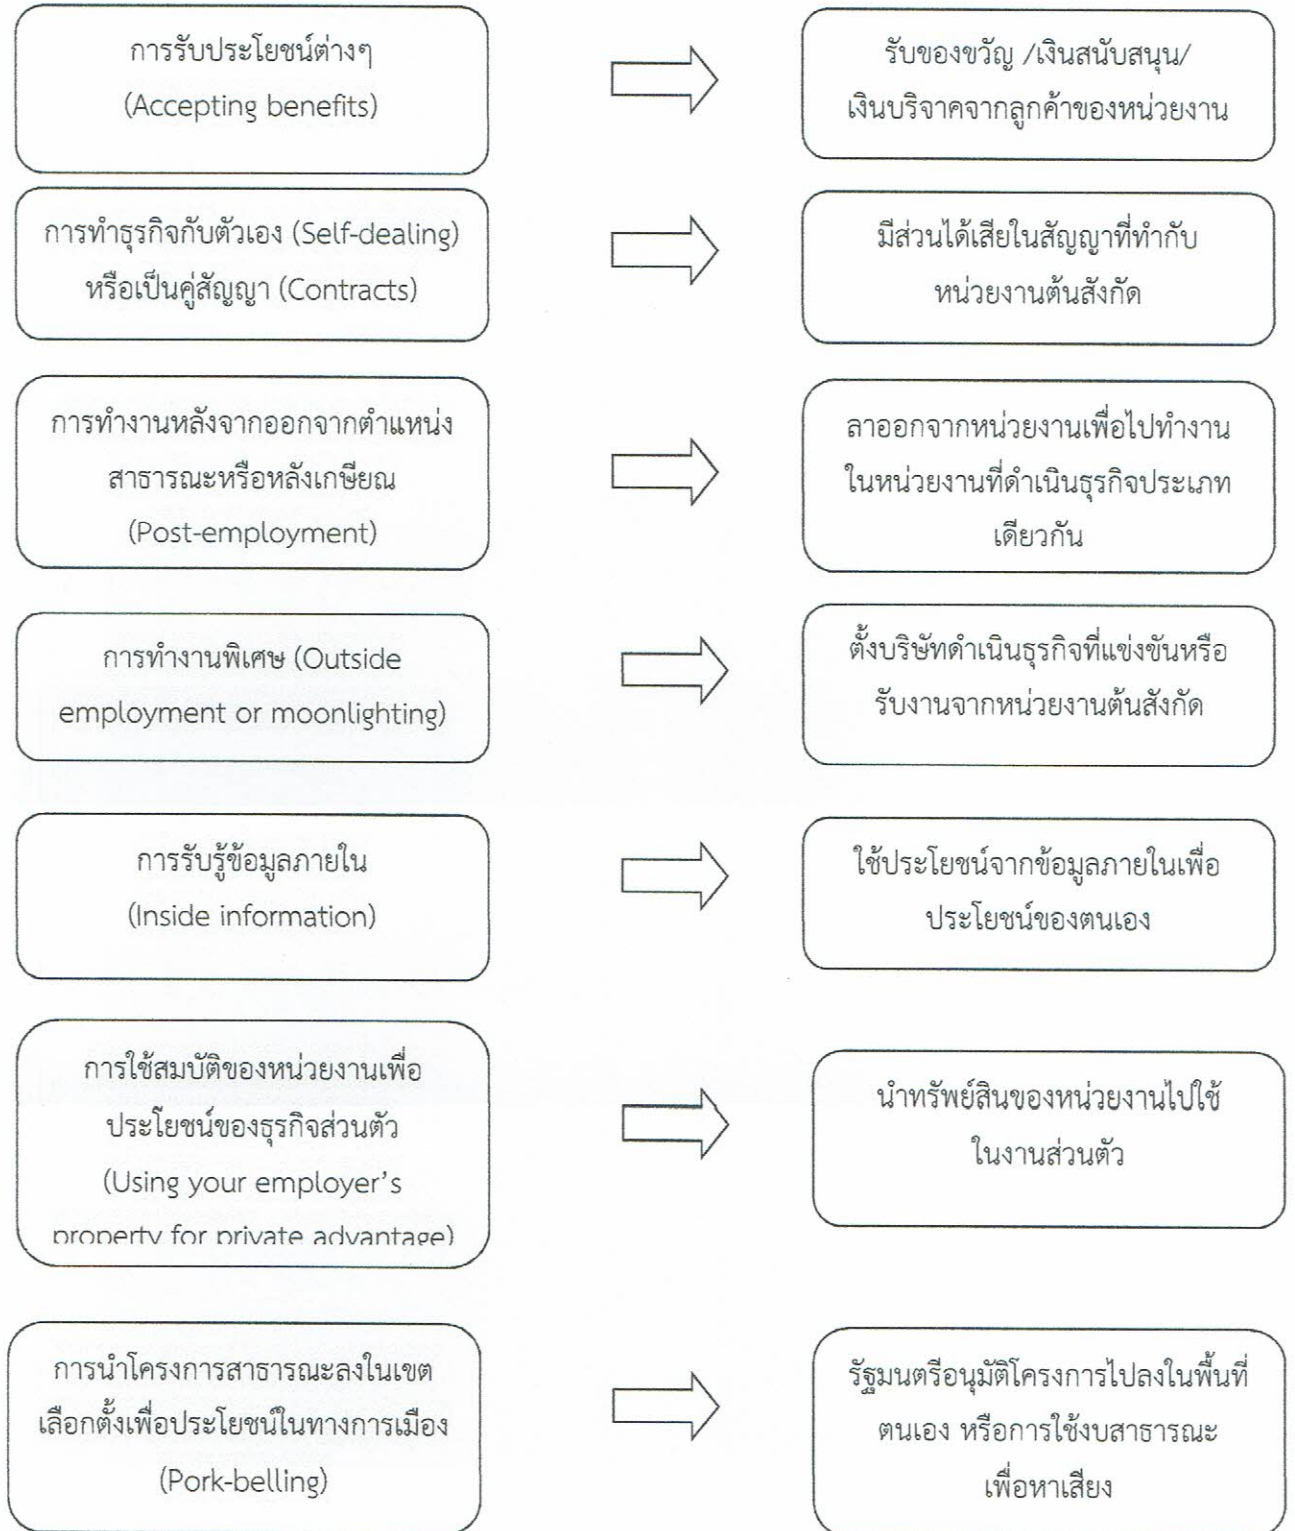 การรับประโยชน์ต่างๆ
(Accepting benefits)
รับของขวัญ /เงินสนับสนุน/
เงินบริจาคจากลูกค้าของหน่วยงาน
การทำธุรกิจกับตัวเอง (Self-dealing)
หรือเป็นคู่สัญญา (Contracts)
มีส่วนได้เสียในสัญญาที่ทำกับ
หน่วยงานต้นสังกัด
การทำงานหลังจากออกจากตำแหน่ง
สาธารณะหรือหลังเกษียณ
(Post-employment)
ลาออกจากหน่วยงานเพื่อไปทำงาน
ในหน่วยงานที่ดำเนินธุรกิจประเภท
เดียวกัน
การทำงานพิเศษ (Outside
employment or moonlighting)
ตั้งบริษัทดำเนินธุรกิจที่แข่งขันหรือ
รับงานจากหน่วยงานต้นสังกัด
การรับรู้ข้อมูลภายใน
(Inside information)
ใช้ประโยชน์จากข้อมูลภายในเพื่อ
ประโยชน์ของตนเอง
การใช้สมบัติของหน่วยงานเพื่อ
ประโยชน์ของธุรกิจส่วนตัว
(Using your employer's
property for private advantage)
นำทรัพย์สินของหน่วยงานไปใช้
ในงานส่วนตัว
การนำโครงการสาธารณะลงในเขต
เลือกตั้งเพื่อประโยชน์ในทางการเมือง
(Pork-belling)
รัฐมนตรีอนุมัติโครงการไปลงในพื้นที่
ตนเอง หรือการใช้งบสาธารณะ
เพื่อหาเสียง